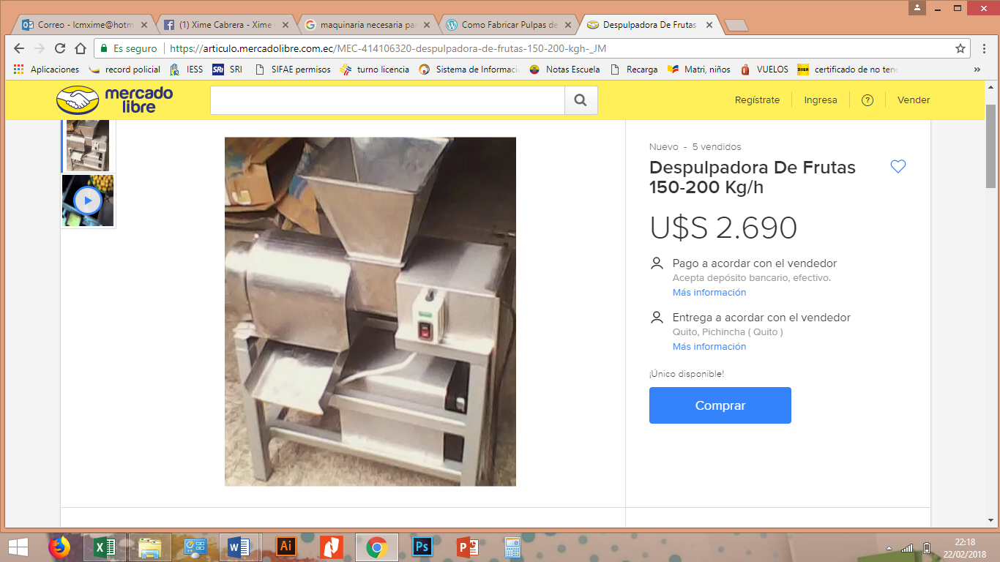 Correo - lcmxime@hotm
(1) Xime Cabrera - Xime
maquinaria necesaria pa
Como Fabricar Pulpas de
Despulpadora De Frutas
Es seguro
https://articulo.mercadolibre.com.ec/MEC-414106320-despulpadora-de-frutas-150-200-kgh-_JM
Aplicaciones
record policial
IESS
SRi SRI
SIFAE permisos
turno licencia
Sistema de Informaci
Notas Escuela
Recarga
Matri, niños
VUELOS
certificado de no ten
»
mercado
libre
Regístrate
Ingresa
?
Vender
Nuevo - 5 vendidos
Despulpadora De Frutas
150-200 Kg/h
U$S 2.690
Pago a acordar con el vendedor
Acepta depósito bancario, efectivo.
Más información
Entrega a acordar con el vendedor
Quito, Pichincha ( Quito )
Más información
¡Único disponible!
Comprar
Ai
Ps
22:18
22/02/2018